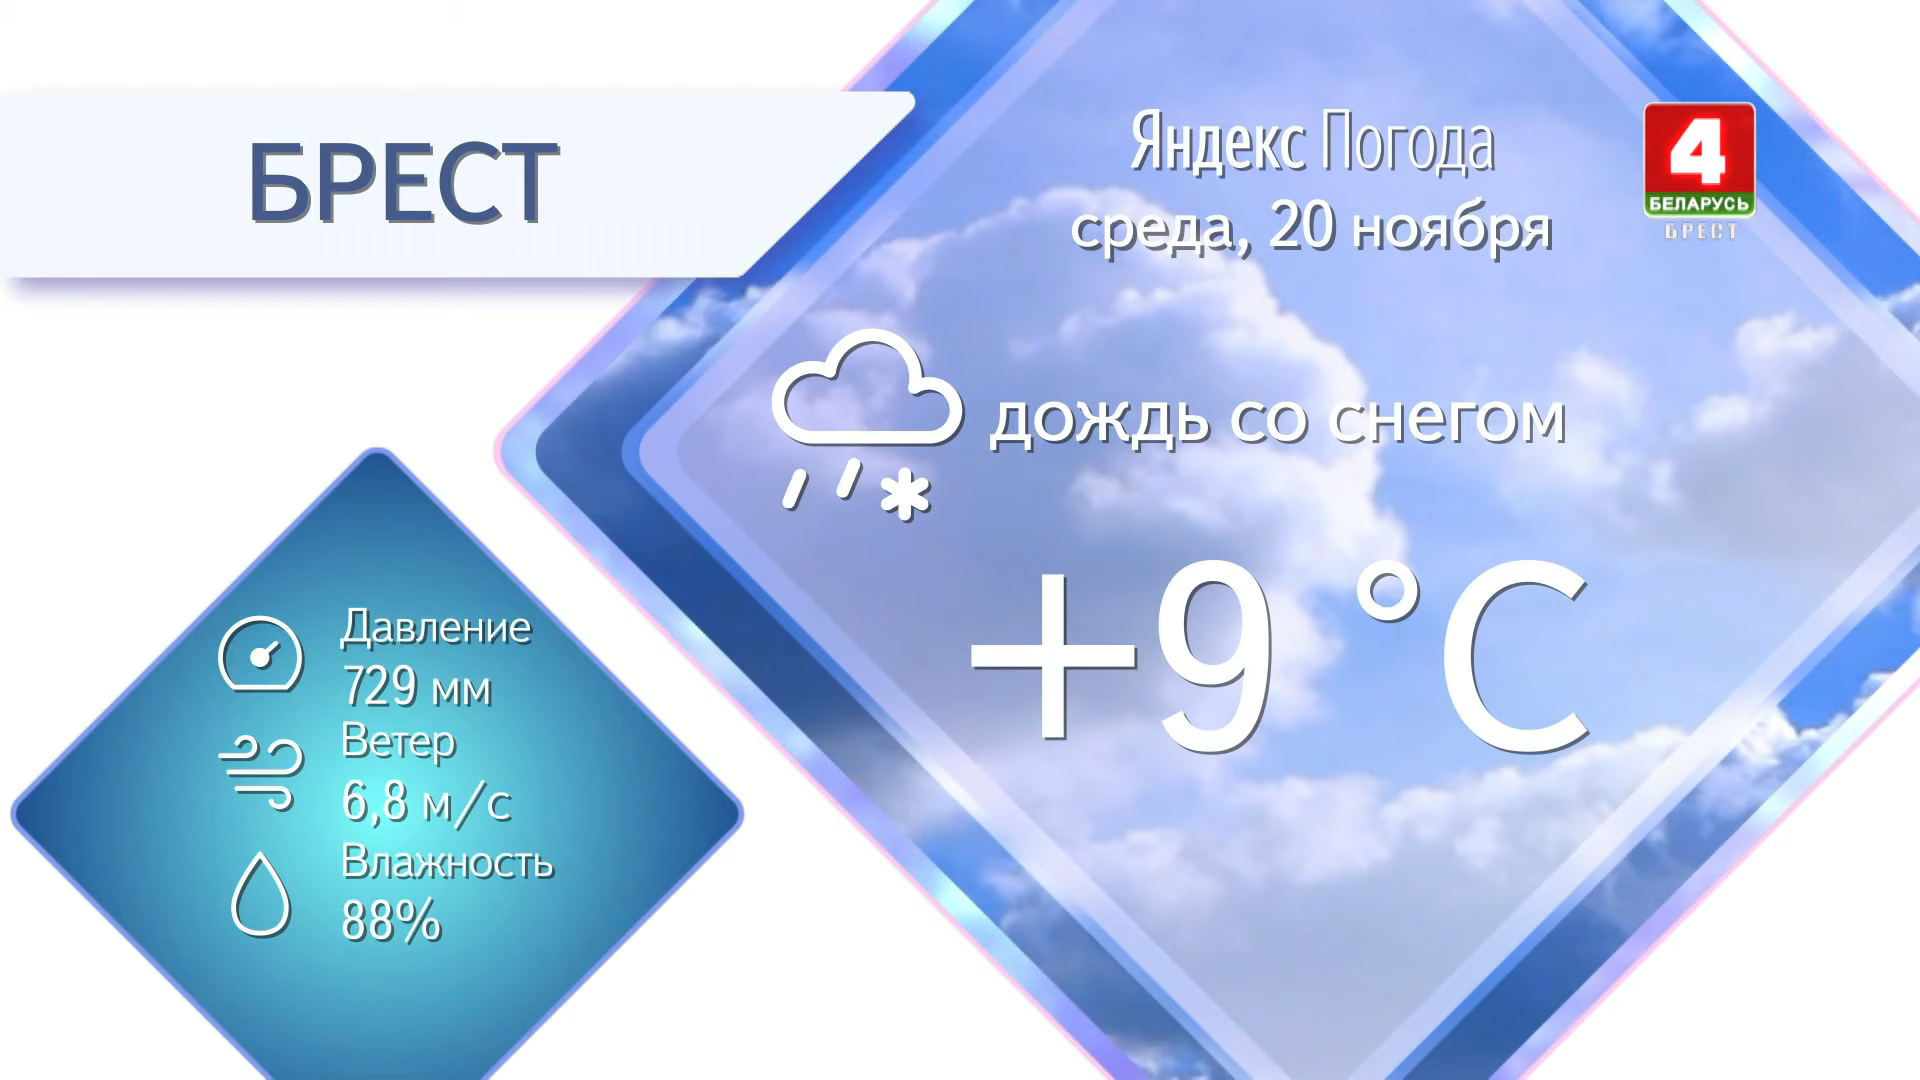 БРЕСТ
Яндекс Погода
среда, 20 ноября
4
БЕЛАРУСЬ
БРЕСТ
дождь со снегом
+9 °C
Давление
729 мм
Ветер
6,8 м/с
Влажность
88%